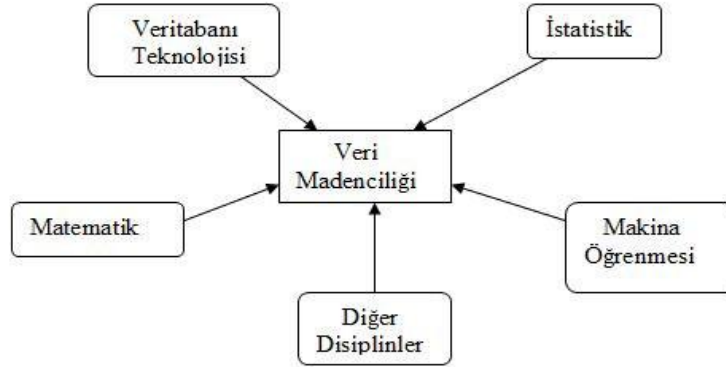 Veritabanı
Teknolojisi
İstatistik
Veri
Madenciliği
Matematik
Makina
Öğrenmesi
Diğer
Disiplinler